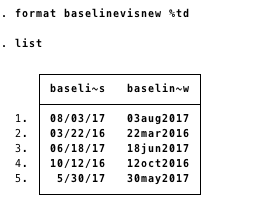 . format baselinevisnew %td
. list
baseli~s baselin~w
1. 08/03/17 03aug2017
2. 03/22/16 22mar2016
3. 06/18/17 18jun2017
4. 10/12/16 12oct2016
5. 5/30/17 30may2017